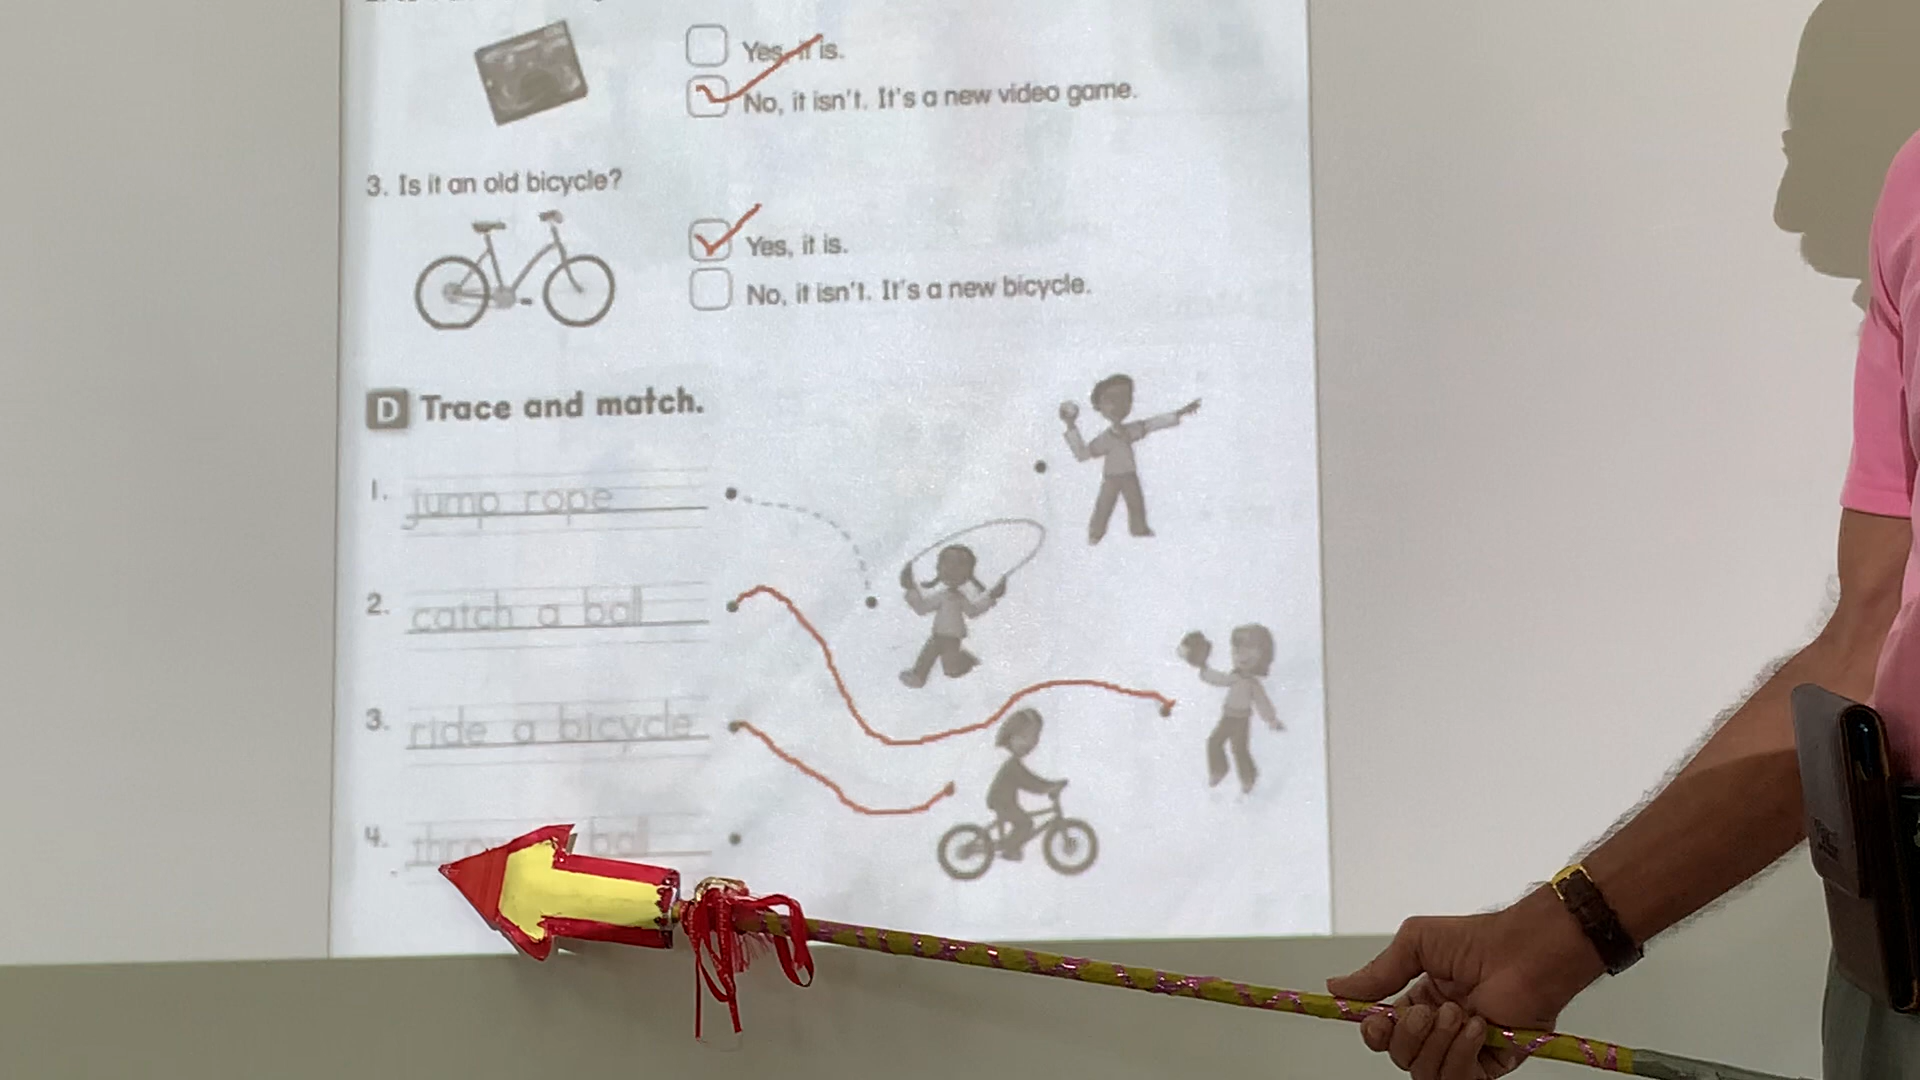 Yes, it is.
No, it isn't. It's a new video game.
3. Is it an old bicycle?
Yes, it is.
No, it isn't. It's a new bicycle.
D Trace and match.
1. jump rope
2. catch a ball
3. ride a bicycle
4. ball